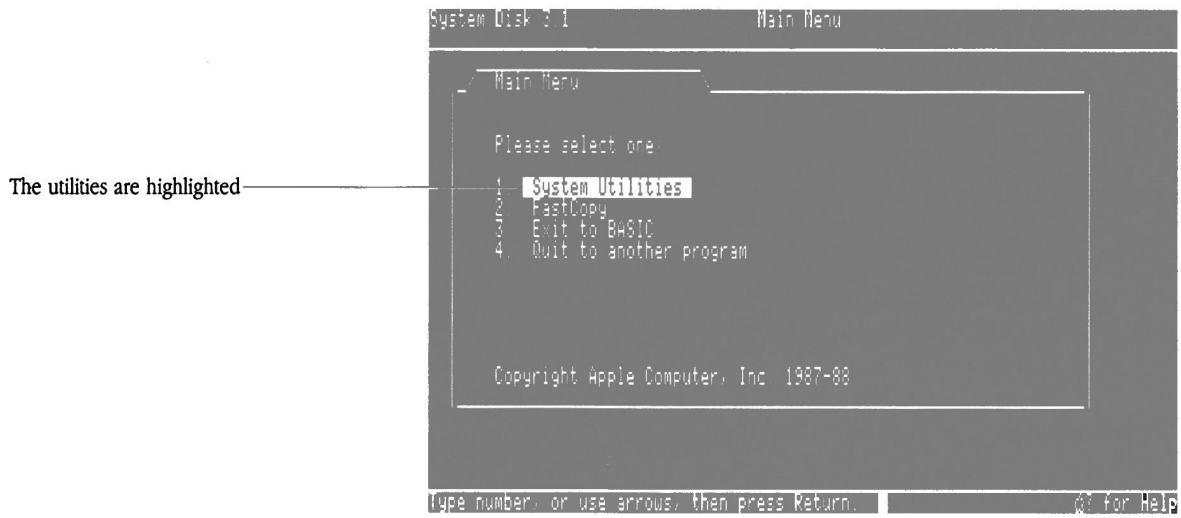 System Disk 3.1 Main Menu
Main Menu
Please select one:
The utilities are highlighted
1. System Utilities
2. FastCopy
3. Exit to BASIC
4. Quit to another program
Copyright Apple Computer, Inc. 1987-88
Type number, or use arrows, then press Return. ? for Help